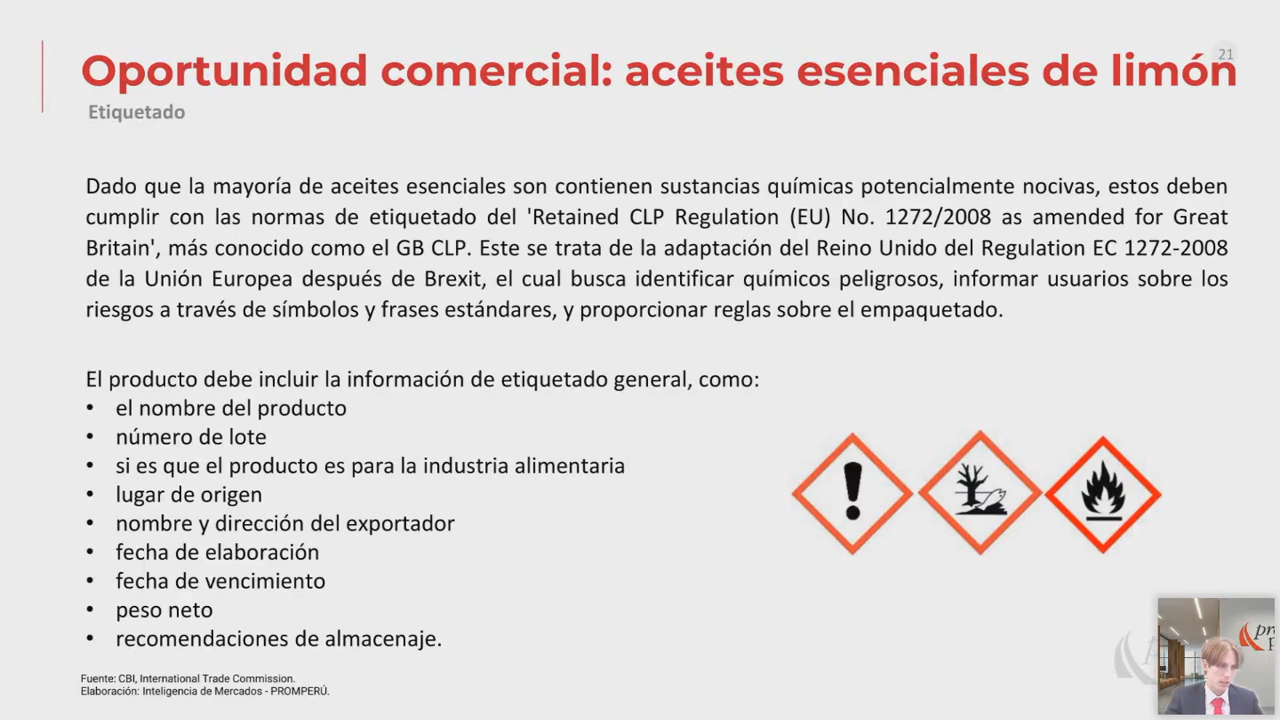 21
Oportunidad comercial: aceites esenciales de limón
Etiquetado
Dado que la mayoría de aceites esenciales son contienen sustancias químicas potencialmente nocivas, estos deben
cumplir con las normas de etiquetado del 'Retained CLP Regulation (EU) No. 1272/2008 as amended for Great
Britain', más conocido como el GB CLP. Este se trata de la adaptación del Reino Unido del Regulation EC 1272-2008
de la Unión Europea después de Brexit, el cual busca identificar químicos peligrosos, informar usuarios sobre los
riesgos a través de símbolos y frases estándares, y proporcionar reglas sobre el empaquetado.
El producto debe incluir la información de etiquetado general, como:
• el nombre del producto
• número de lote
• si es que el producto es para la industria alimentaria
• lugar de origen
• nombre y dirección del exportador
• fecha de elaboración
• fecha de vencimiento
• peso neto
• recomendaciones de almacenaje.
Fuente: CBI, International Trade Commission.
Elaboración: Inteligencia de Mercados - PROMPERÚ.